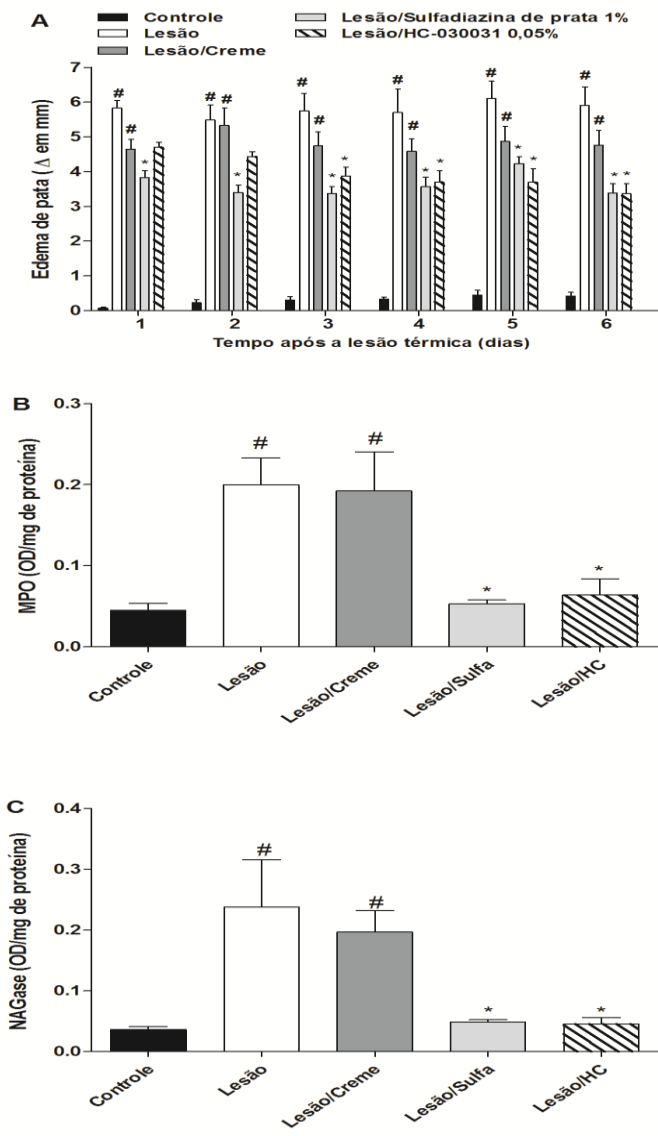 A
Controle
Lesão
Lesão/Creme
Lesão/Sulfadiazina de prata 1%
Lesão/HC-030031 0,05%
Edema de pata ( Δ em mm)
7
6
5
4
3
2
1
0
# # * # # * # # * * # # * * # # * * # # * *
1 2 3 4 5 6
Tempo após a lesão térmica (dias)
B
MPO (OD/mg de proteína)
0.3
0.2
0.1
0.0
# # * *
Controle
Lesão
Lesão/Creme
Lesão/Sulfa
Lesão/HC
C
NAGase (OD/mg de proteína)
0.4
0.3
0.2
0.1
0.0
# # * *
Controle
Lesão
Lesão/Creme
Lesão/Sulfa
Lesão/HC